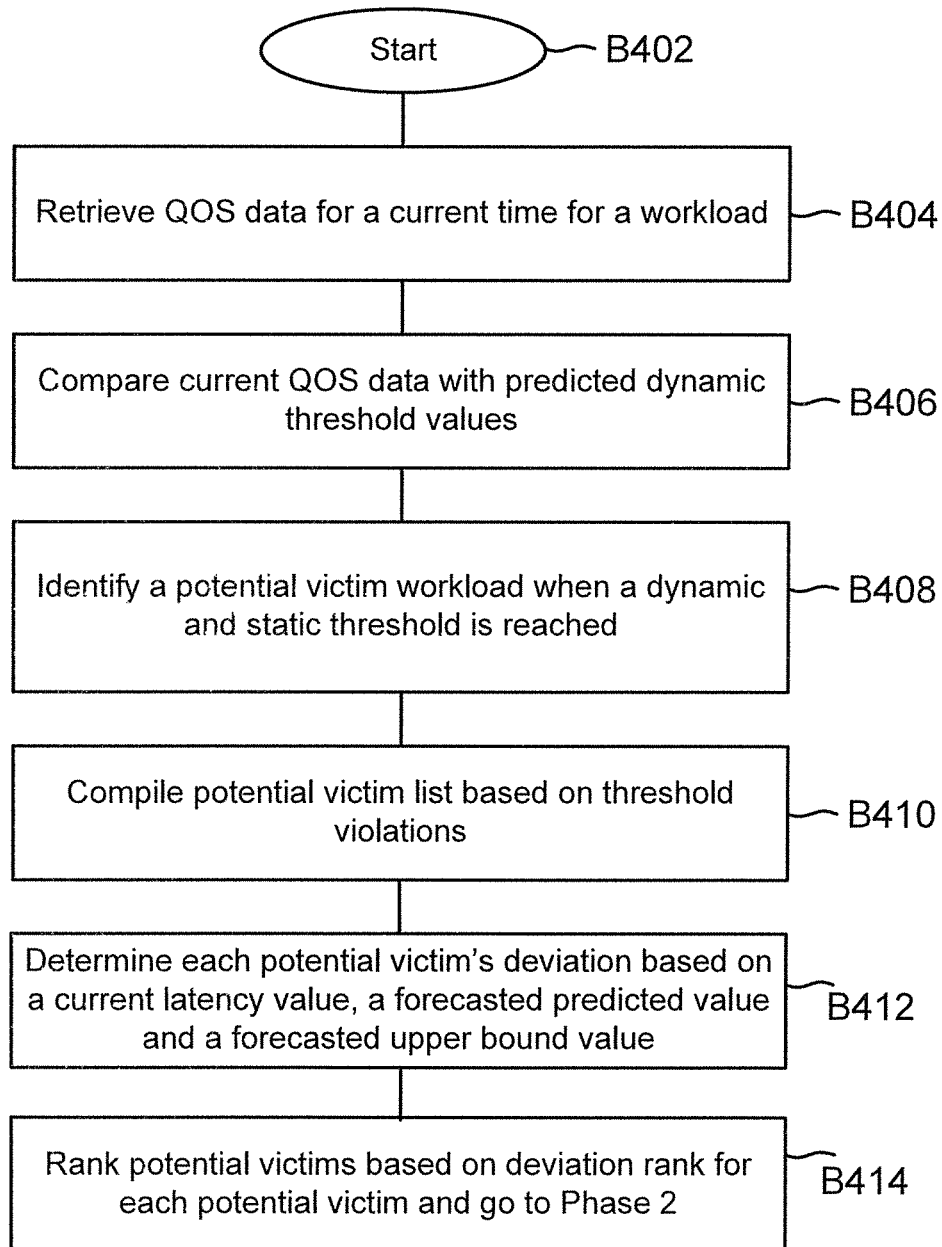 Start
B402
Retrieve QOS data for a current time for a workload
B404
Compare current QOS data with predicted dynamic
threshold values
B406
Identify a potential victim workload when a dynamic
and static threshold is reached
B408
Compile potential victim list based on threshold
violations
B410
Determine each potential victim's deviation based on
a current latency value, a forecasted predicted value
and a forecasted upper bound value
B412
Rank potential victims based on deviation rank for
each potential victim and go to Phase 2
B414